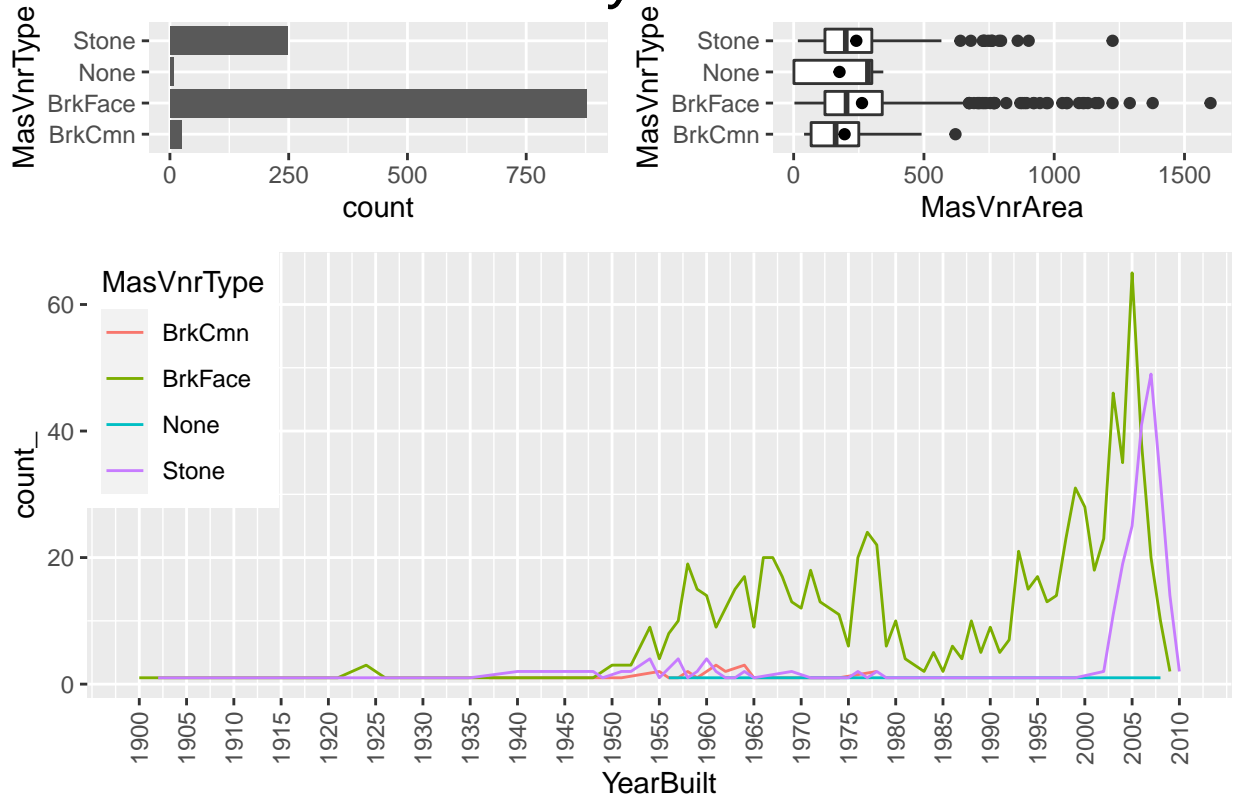 MasVnrType
Stone
None
BrkFace
BrkCmn
0 250 500 750
count
MasVnrType
Stone
None
BrkFace
BrkCmn
0 500 1000 1500
MasVnrArea
count_
60
40
20
0
MasVnrType
BrkCmn
BrkFace
None
Stone
1900 1905 1910 1915 1920 1925 1930 1935 1940 1945 1950 1955 1960 1965 1970 1975 1980 1985 1990 1995 2000 2005 2010
YearBuilt